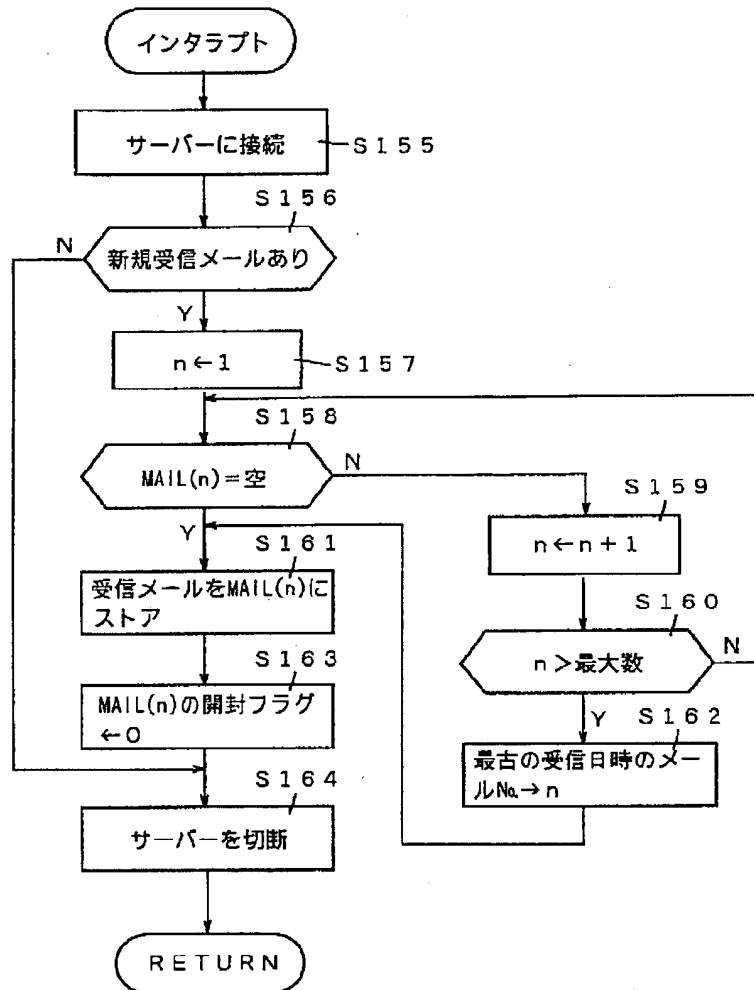 インタラプト
サーバーに接続
S155
S156
新規受信メールあり
N
Y
n←1
S157
S158
MAIL(n)=空
N
Y
S159
n←n+1
S160
n>最大数
N
Y
S161
受信メールをMAIL(n)に
ストア
S162
最古の受信日時のメー
ル№→n
S163
MAIL(n)の開封フラグ
←0
S164
サーバーを切断
RETURN